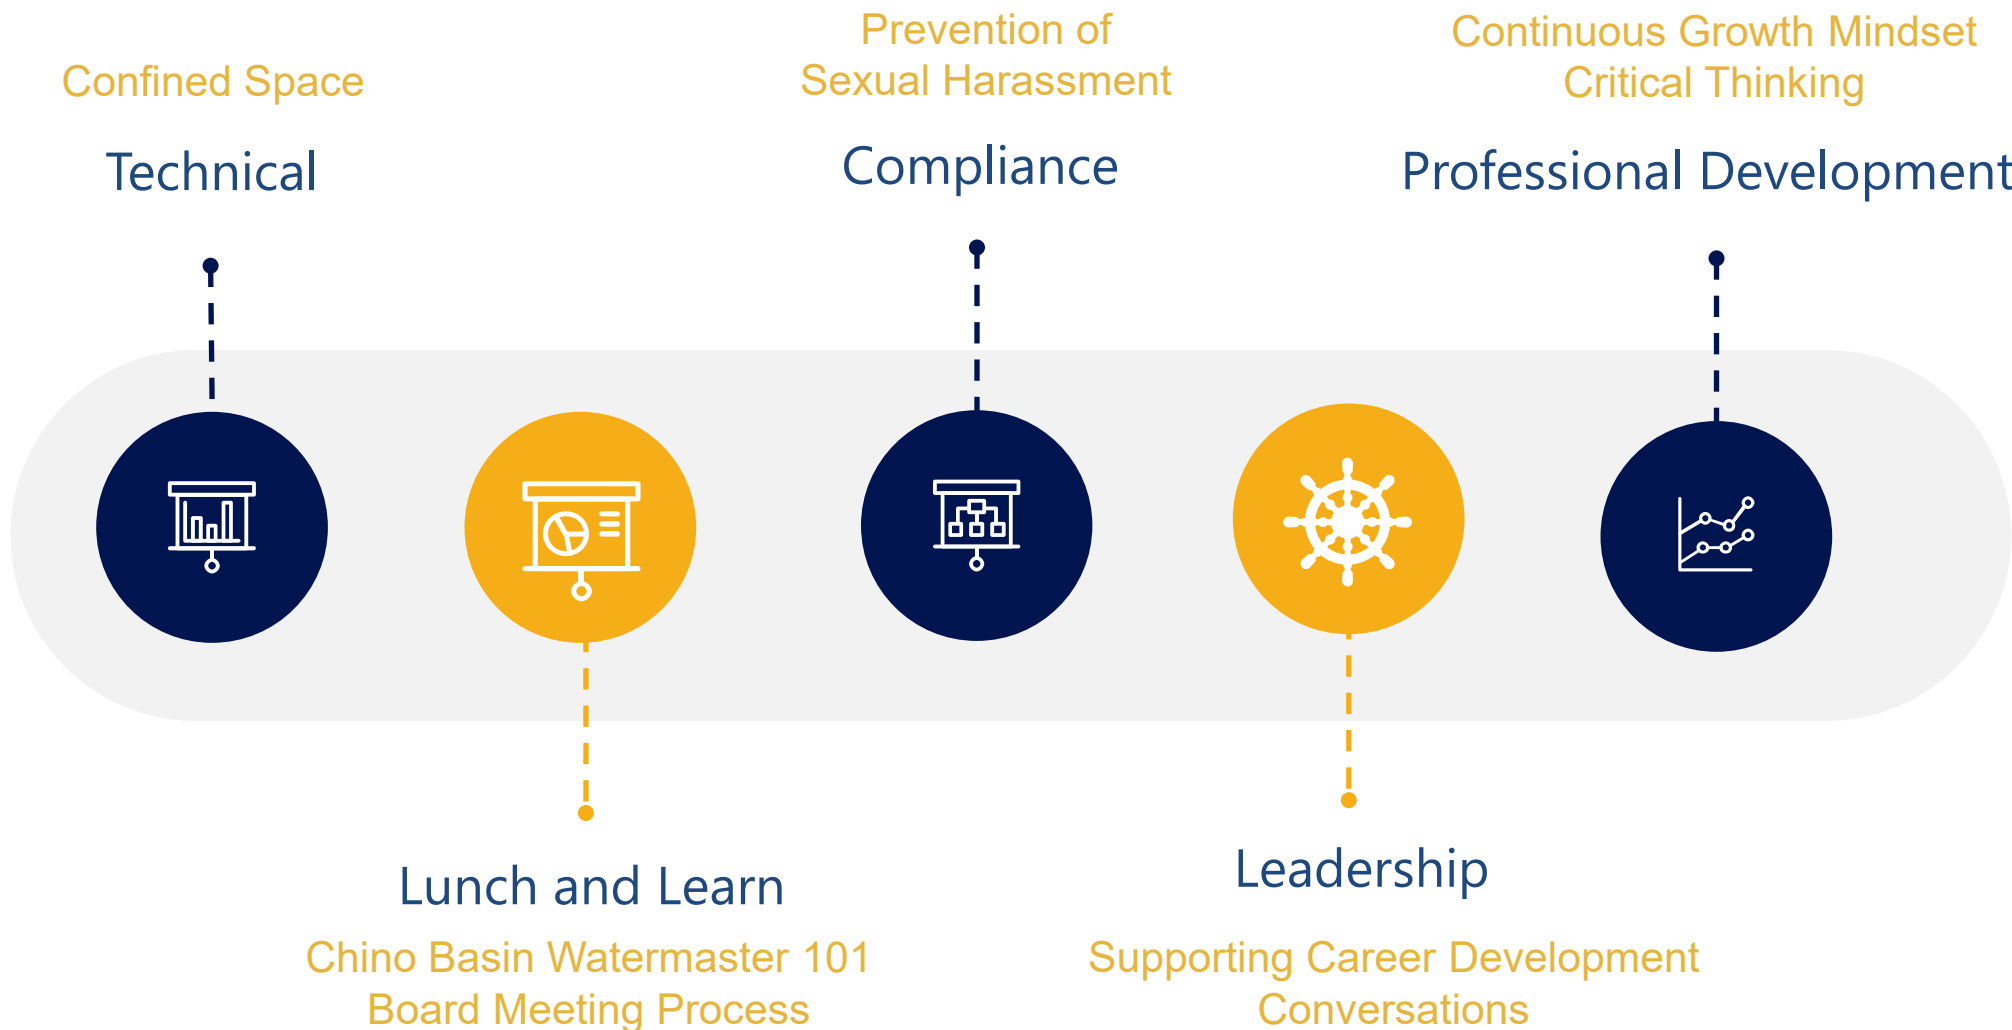 Confined Space
Technical
Prevention of
Sexual Harassment
Compliance
Continuous Growth Mindset
Critical Thinking
Professional Development
Lunch and Learn
Chino Basin Watermaster 101
Board Meeting Process
Leadership
Supporting Career Development
Conversations